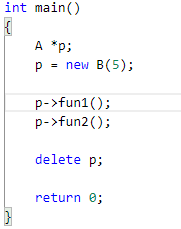 int main()
{
    A *p;
    p = new B(5);

    p->fun1();
    p->fun2();

    delete p;

    return 0;
}